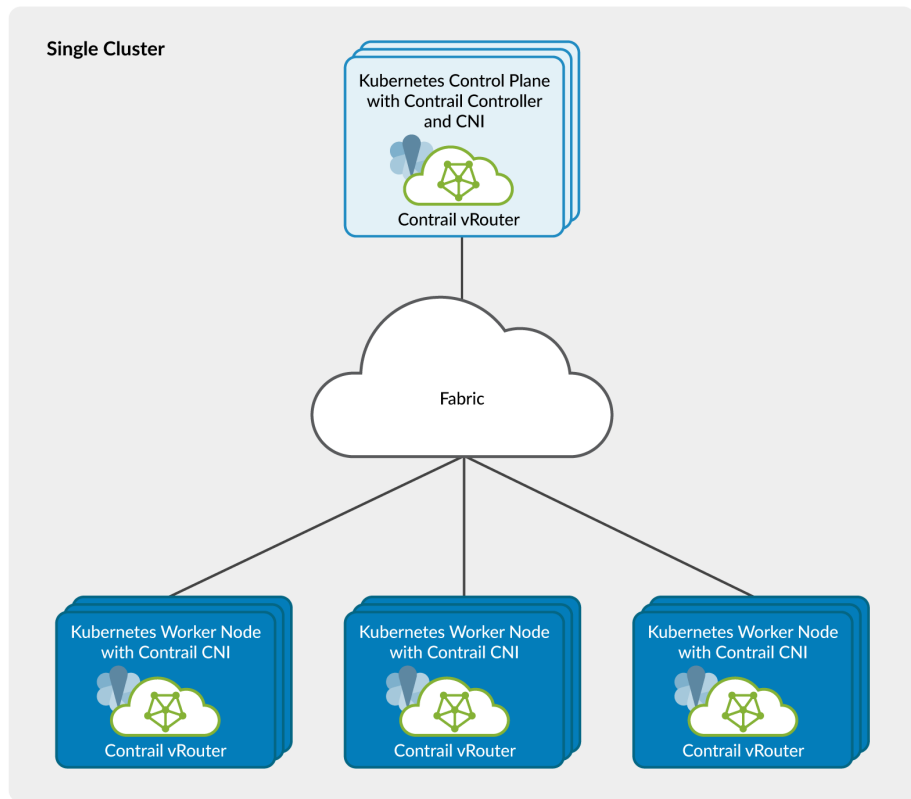 Single Cluster
Kubernetes Control Plane
with Contrail Controller
and CNI
Contrail vRouter
Fabric
Kubernetes Worker Node
with Contrail CNI
Contrail vRouter
Kubernetes Worker Node
with Contrail CNI
Contrail vRouter
Kubernetes Worker Node
with Contrail CNI
Contrail vRouter